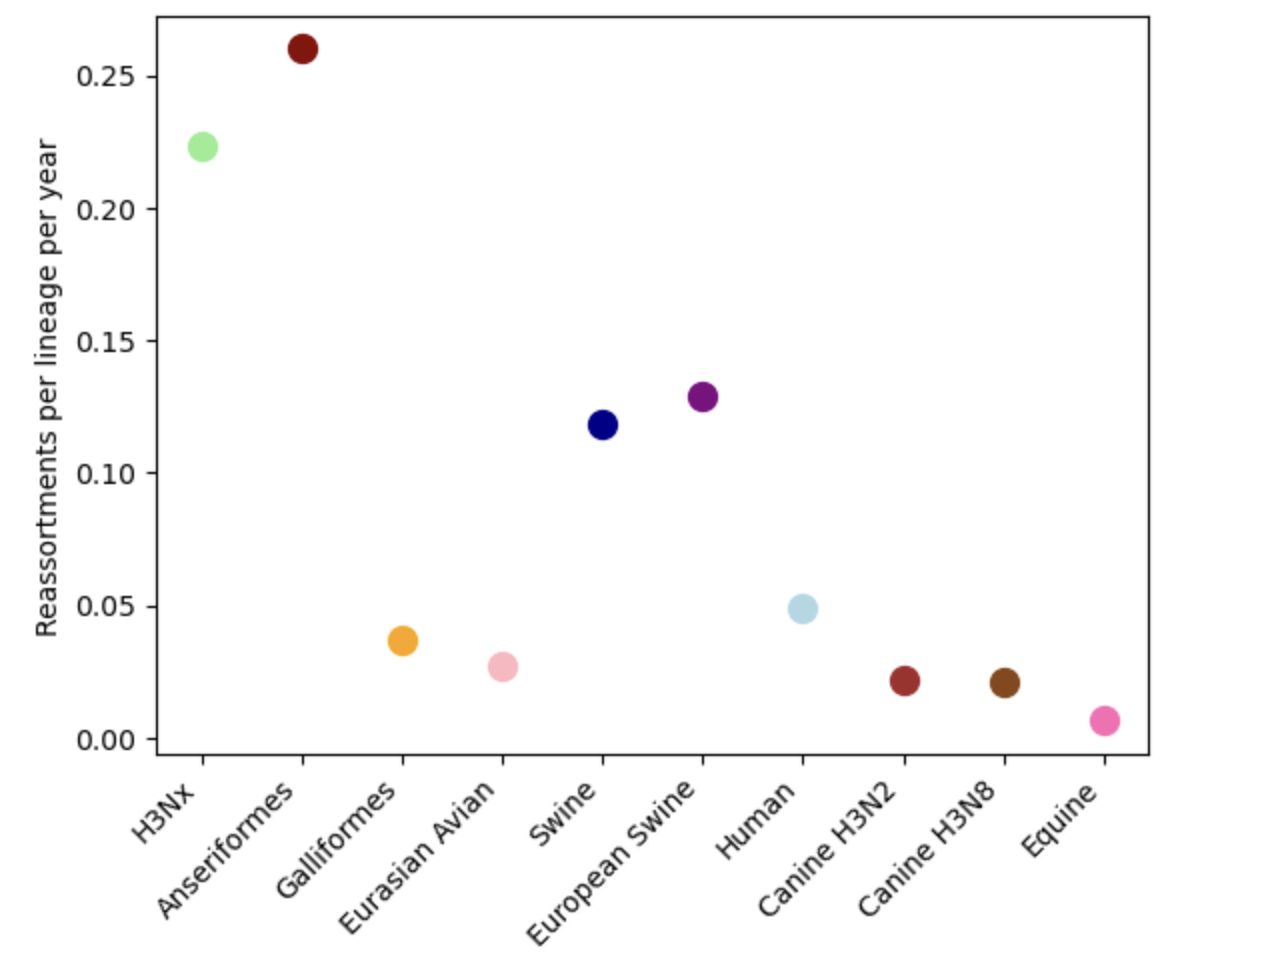 Reassortments per lineage per year
0.25
0.20
0.15
0.10
0.05
0.00
H3Nx
Anseriformes
Galliformes
Eurasian Avian
Swine
European Swine
Human
Canine H3N2
Canine H3N8
Equine